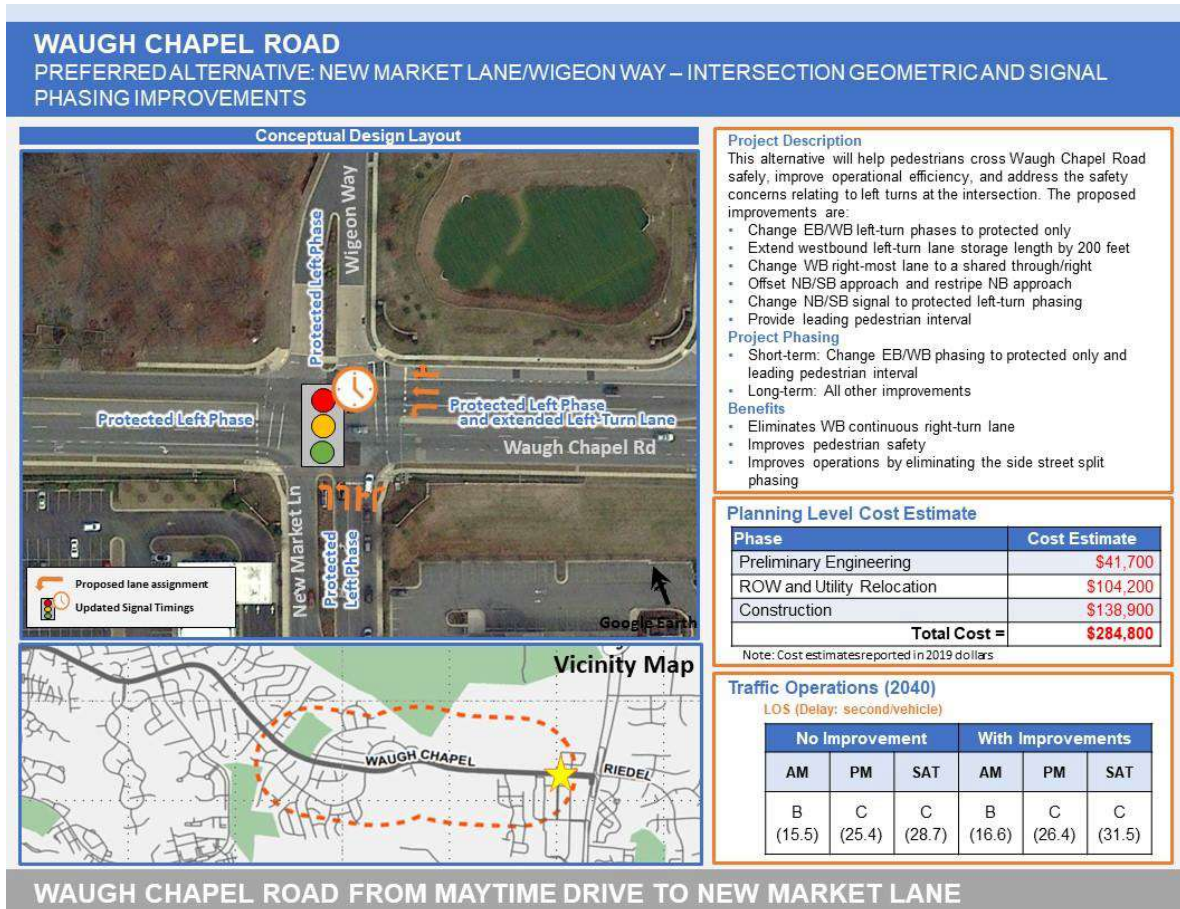 WAUGH CHAPEL ROAD
PREFERRED ALTERNATIVE: NEW MARKET LANE/WIGEON WAY – INTERSECTION GEOMETRIC AND SIGNAL
PHASING IMPROVEMENTS
Conceptual Design Layout
Protected Left Phase
Wigeon Way
Protected Left Phase
Protected Left Phase
and extended Left-Turn Lane
Waugh Chapel Rd
New Market Ln
Protected
Left Phase
Proposed lane assignment
Updated Signal Timings
Google Earth
Vicinity Map
WAUGH CHAPEL
RIEDEL
Project Description
This alternative will help pedestrians cross Waugh Chapel Road
safely, improve operational efficiency, and address the safety
concerns relating to left turns at the intersection. The proposed
improvements are:
• Change EB/WB left-turn phases to protected only
• Extend westbound left-turn lane storage length by 200 feet
• Change WB right-most lane to a shared through/right
• Offset NB/SB approach and restripe NB approach
• Change NB/SB signal to protected left-turn phasing
• Provide leading pedestrian interval
Project Phasing
• Short-term: Change EB/WB phasing to protected only and
leading pedestrian interval
• Long-term: All other improvements
Benefits
• Eliminates WB continuous right-turn lane
• Improves pedestrian safety
• Improves operations by eliminating the side street split
phasing
Planning Level Cost Estimate
Phase Cost Estimate
Preliminary Engineering $41,700
ROW and Utility Relocation $104,200
Construction $138,900
Total Cost = $284,800
Note: Cost estimates reported in 2019 dollars
Traffic Operations (2040)
LOS (Delay: second/vehicle)
No Improvement With Improvements
AM PM SAT AM PM SAT
B C C B C C
(15.5) (25.4) (28.7) (16.6) (26.4) (31.5)
WAUGH CHAPEL ROAD FROM MAYTIME DRIVE TO NEW MARKET LANE